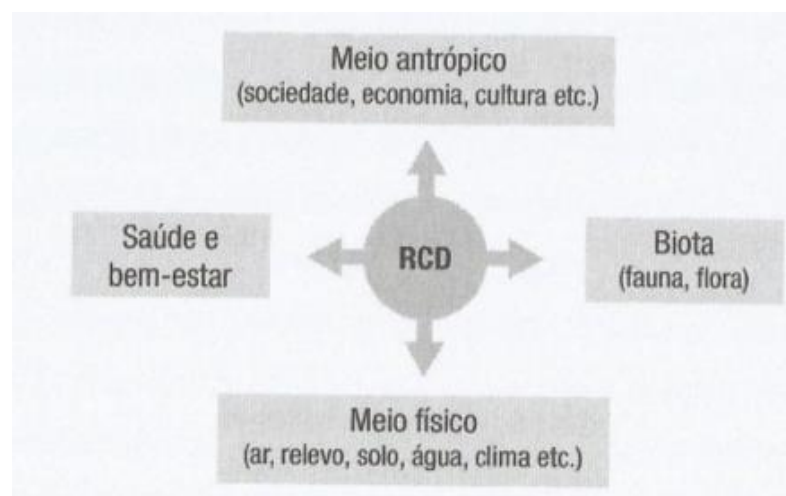 Meio antrópico
(sociedade, economia, cultura etc.)
Saúde e
bem-estar
RCD
Biota
(fauna, flora)
Meio físico
(ar, relevo, solo, água, clima etc.)